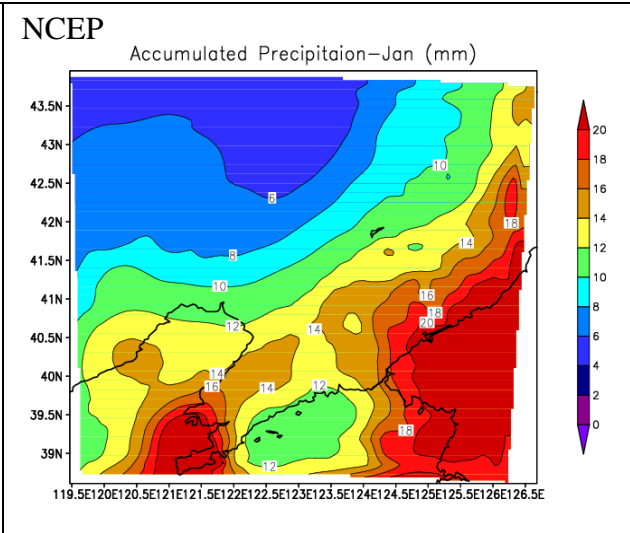 NCEP
Accumulated Precipitaion-Jan (mm)
43.5N
43N
42.5N
42N
41.5N
41N
40.5N
40N
39.5N
39N
119.5E120E120.5E121E121.5E122E122.5E123E123.5E124E124.5E125E125.5E126E126.5E
10
6
18
14
8
10
16
18
12
14
20
14
16
14
12
18
12
20
18
16
14
12
10
8
6
4
2
0